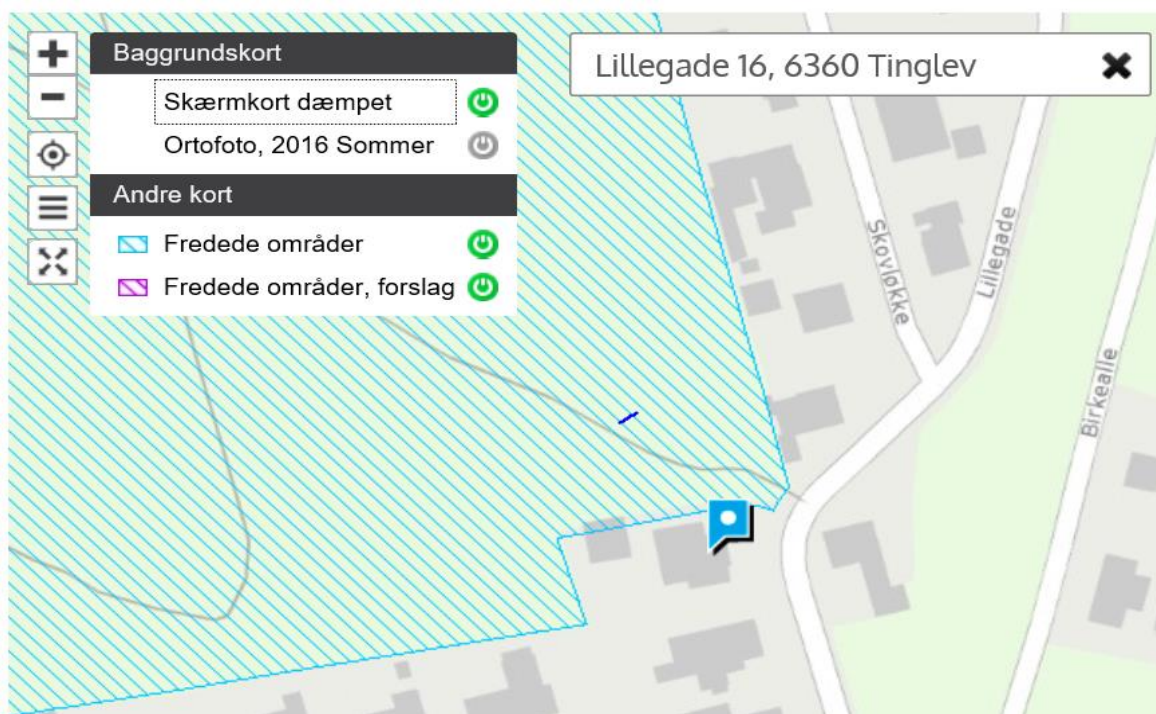 Baggrundskort
Skærmkort dæmpet
Ortofoto, 2016 Sommer
Andre kort
Fredede områder
Fredede områder, forslag
Lillegade 16, 6360 Tinglev
Skovløkke
Lillegade
Birkealle